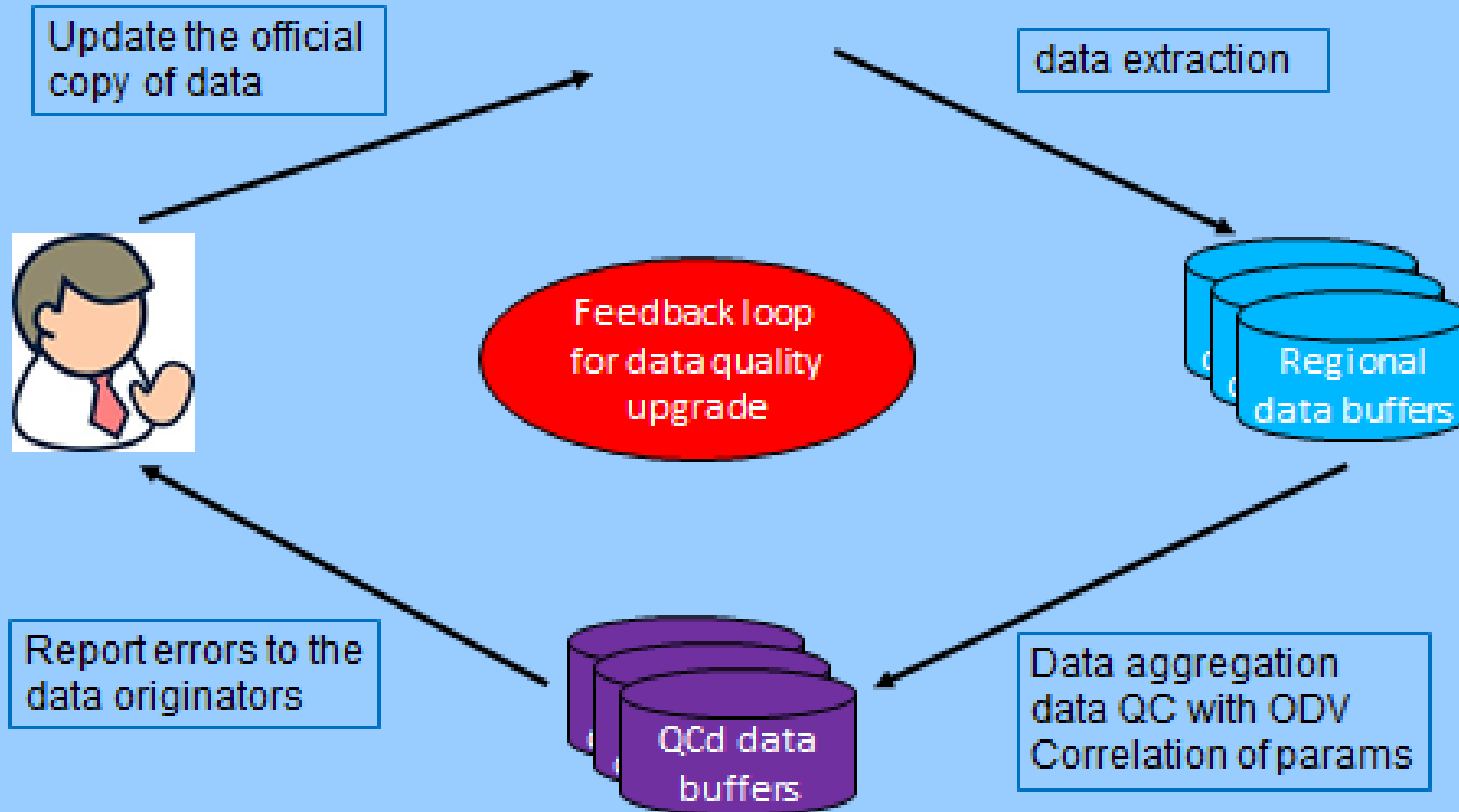 Update the official
copy of data
data extraction
Feedback loop
for data quality
upgrade
Regional
data buffers
Report errors to the
data originators
QCd data
buffers
Data aggregation
data QC with ODV
Correlation of params